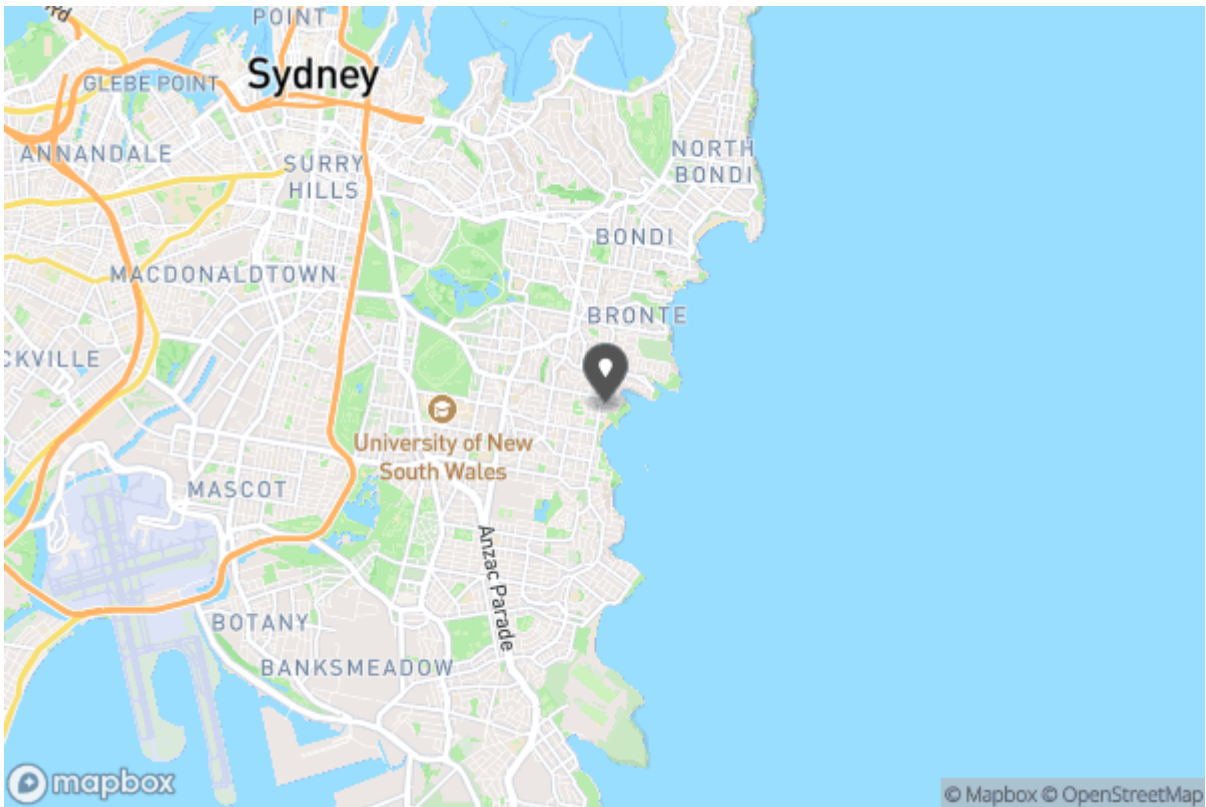 POINT
Sydney
GLEBE POINT
ANNANDALE
SURRY
HILLS
NORTH
BONDI
BONDI
MACDONALDTOWN
BRONTE
CKVILLE
University of New
South Wales
MASCOT
Anzac Parade
BOTANY
BANKSMEADOW
mapbox
© Mapbox © OpenStreetMap